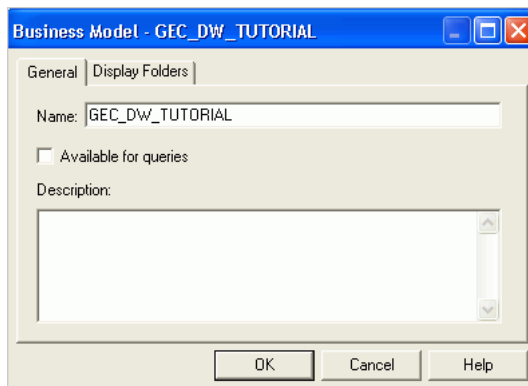 Business Model - GEC_DW_TUTORIAL
General Display Folders
Name: GEC_DW_TUTORIAL
Available for queries
Description:
OK Cancel Help